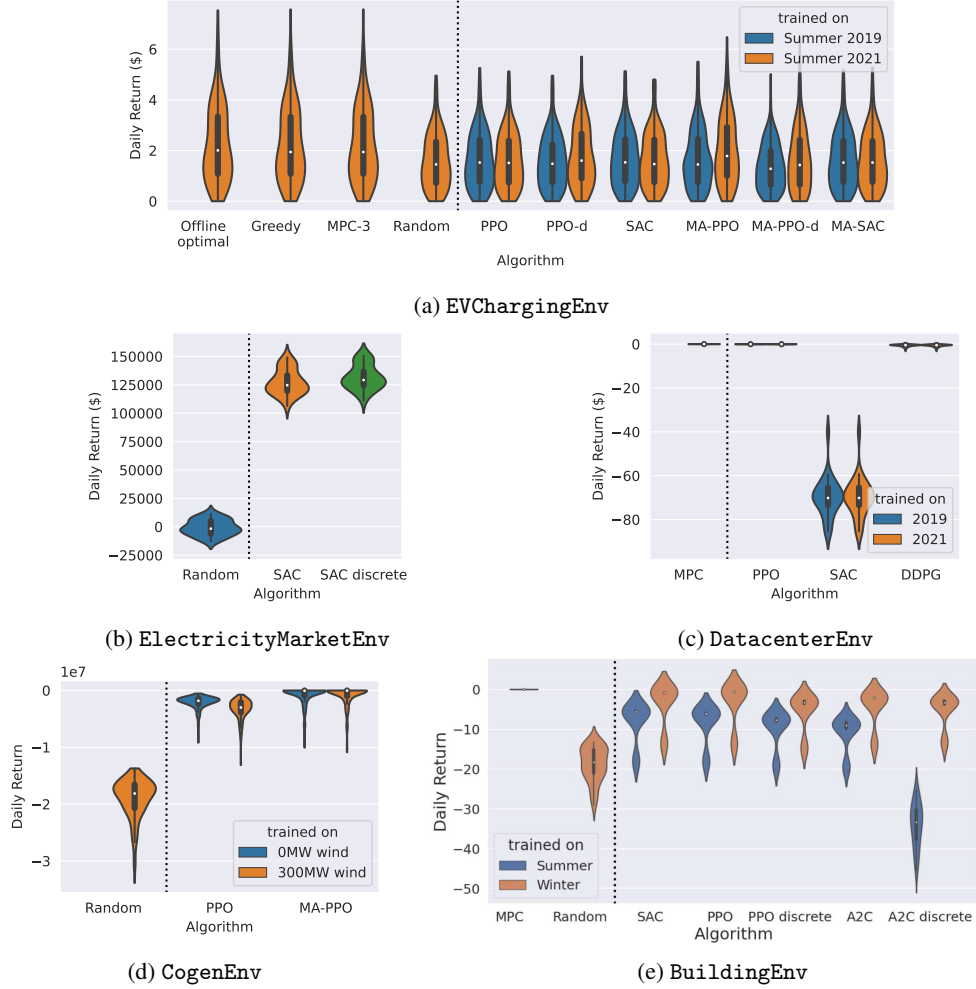 trained on
Summer 2019
Summer 2021
Daily Return ($)
6
4
2
0
Offline optimal
Greedy
MPC-3
Random
PPO
PPO-d
SAC
MA-PPO
MA-PPO-d
MA-SAC
Algorithm
(a) EVChargingEnv
Daily Return ($)
150000
125000
100000
75000
50000
25000
0
−25000
Random
SAC
SAC discrete
Algorithm
(b) ElectricityMarketEnv
Daily Return ($)
0
−20
−40
−60
−80
trained on
2019
2021
MPC
PPO
SAC
DDPG
Algorithm
(c) DatacenterEnv
1e7
Daily Return
0
−1
−2
−3
trained on
0MW wind
300MW wind
Random
PPO
MA-PPO
Algorithm
(d) CogenEnv
Daily Return
0
−10
−20
−30
−40
−50
trained on
Summer
Winter
MPC
Random
SAC
PPO
PPO discrete
A2C
A2C discrete
Algorithm
(e) BuildingEnv